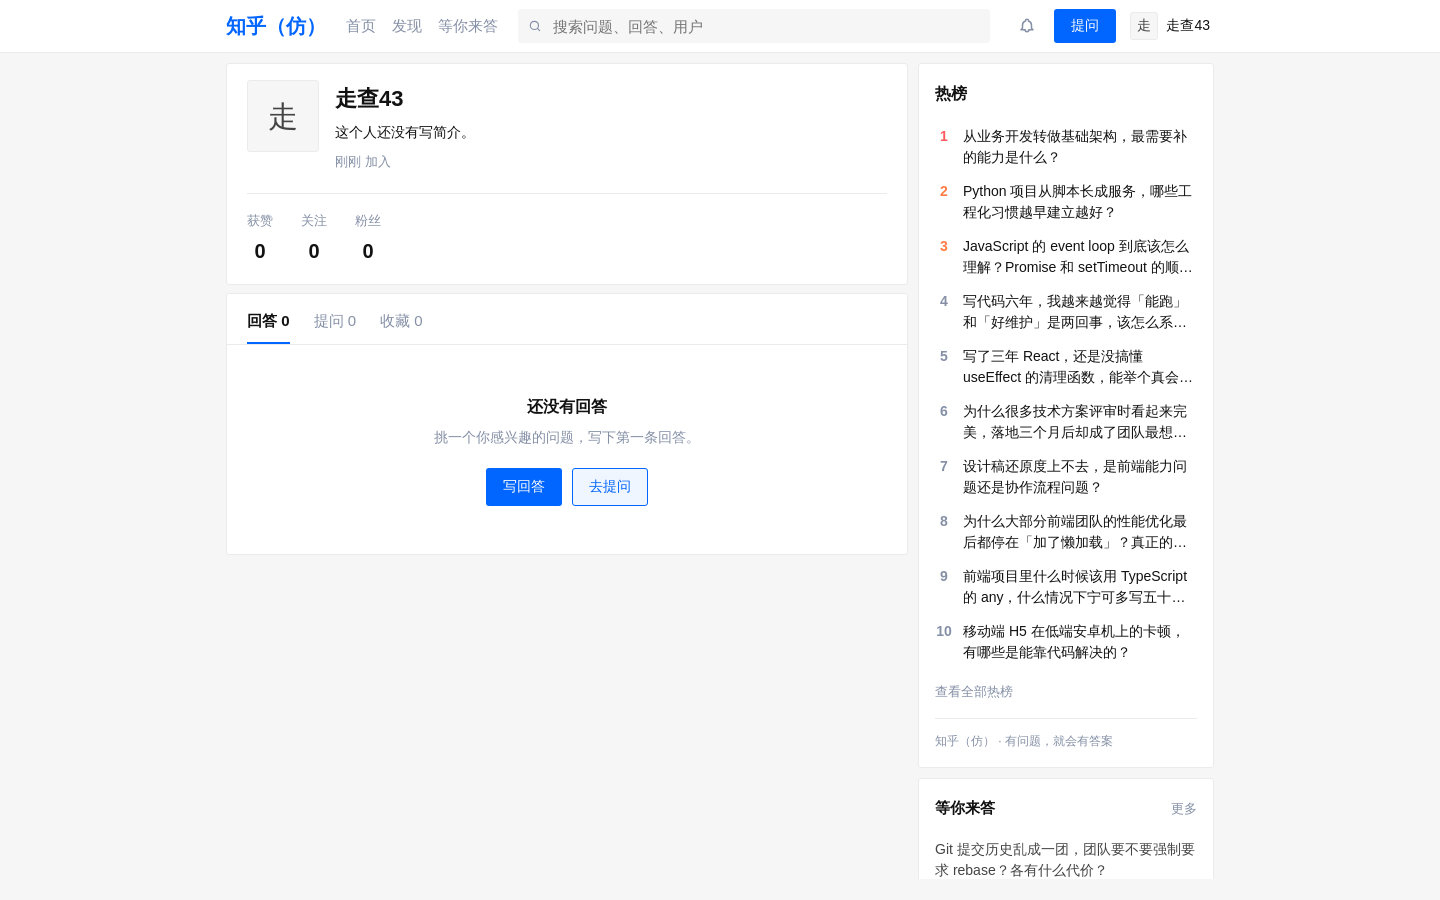 知乎（仿） 首页 发现 等你来答 搜索问题、回答、用户 提问 走 走查43
走
走查43
这个人还没有写简介。
刚刚 加入
获赞 关注 粉丝
0 0 0
回答 0 提问 0 收藏 0
还没有回答
挑一个你感兴趣的问题，写下第一条回答。
写回答 去提问
热榜
1 从业务开发转做基础架构，最需要补
的能力是什么？
2 Python 项目从脚本长成服务，哪些工
程化习惯越早建立越好？
3 JavaScript 的 event loop 到底该怎么
理解？Promise 和 setTimeout 的顺…
4 写代码六年，我越来越觉得「能跑」
和「好维护」是两回事，该怎么系…
5 写了三年 React，还是没搞懂
useEffect 的清理函数，能举个真会…
6 为什么很多技术方案评审时看起来完
美，落地三个月后却成了团队最想…
7 设计稿还原度上不去，是前端能力问
题还是协作流程问题？
8 为什么大部分前端团队的性能优化最
后都停在「加了懒加载」？真正的…
9 前端项目里什么时候该用 TypeScript
的 any，什么情况下宁可多写五十…
10 移动端 H5 在低端安卓机上的卡顿，
有哪些是能靠代码解决的？
查看全部热榜
知乎（仿） · 有问题，就会有答案
等你来答 更多
Git 提交历史乱成一团，团队要不要强制要
求 rebase？各有什么代价？